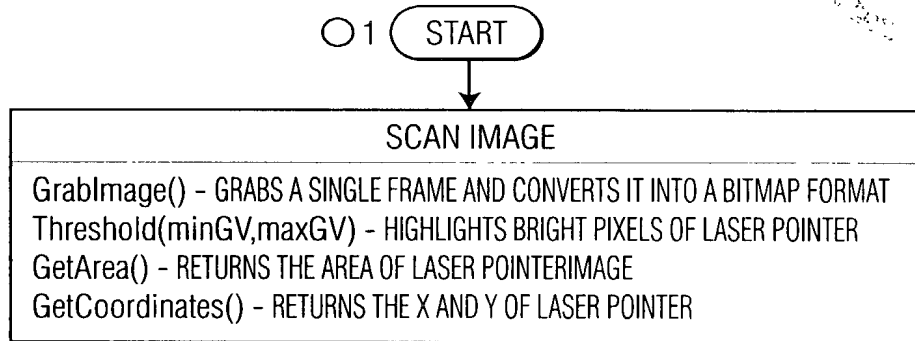 1 START
SCAN IMAGE
GrabImage() - GRABS A SINGLE FRAME AND CONVERTS IT INTO A BITMAP FORMAT
Threshold(minGV,maxGV) - HIGHLIGHTS BRIGHT PIXELS OF LASER POINTER
GetArea() - RETURNS THE AREA OF LASER POINTERIMAGE
GetCoordinates() - RETURNS THE X AND Y OF LASER POINTER